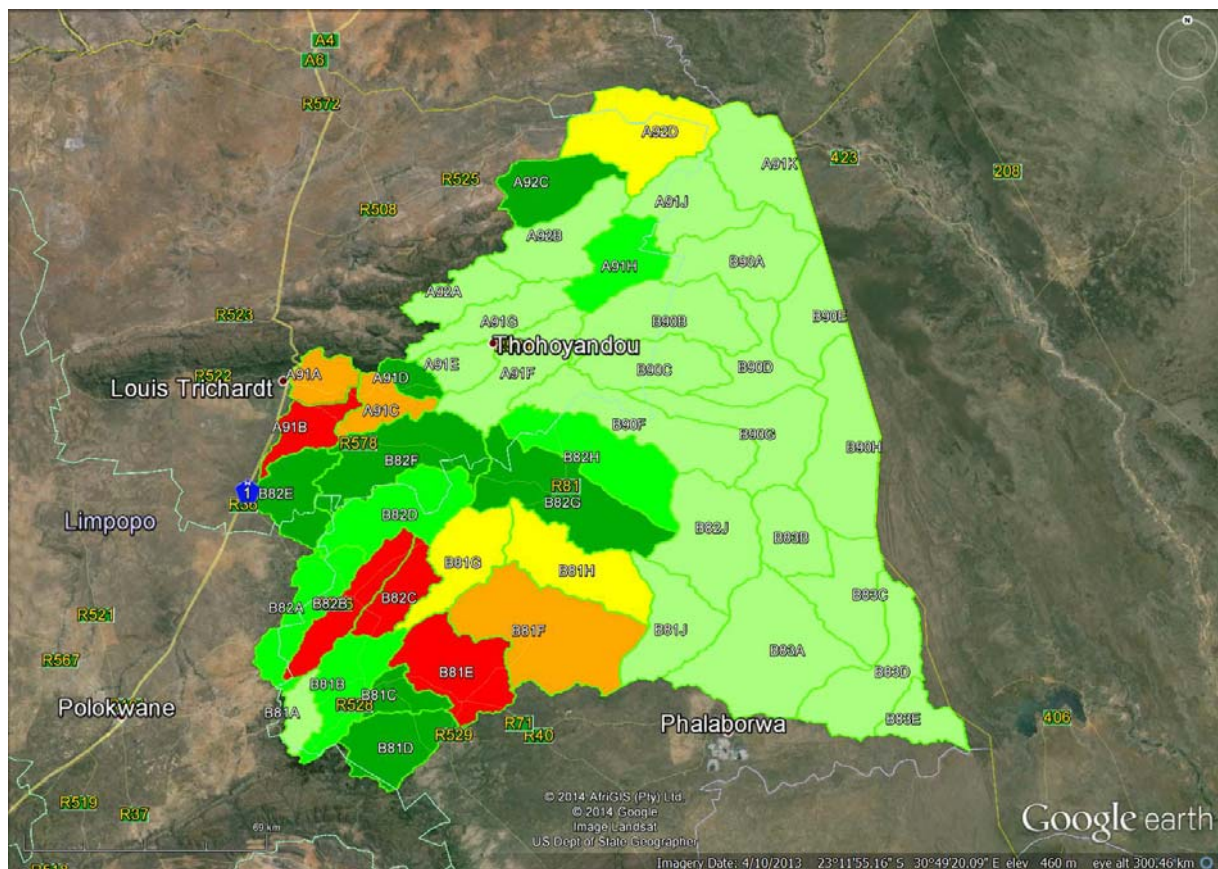 N
A4
A6
R572
A92D
423
A91K
208
R525
A92C
R508
A91J
A92B
A91H
B90A
A92A
R523
B90E
A91G
B90B
Thohoyandou
A91E
A91F
B90C
B90D
R522
A91A
A91D
Louis Trichardt
A91C
A91B
B90F
B90G
R578
B90H
B82F
B82H
R81
1
B82E
B82G
R36
Limpopo
B82D
B82J
B83B
B81G
B81H
B82C
B83C
B82A
B82B
R521
B81F
B81J
B83A
R567
B81E
B83D
B81B
B81C
R528
Polokwane
B81A
R71
Phalaborwa
B83E
406
R529
R40
B81D
R519
R37
© 2014 AfriGIS (Pty) Ltd.
© 2014 Google
Image Landsat
US Dept of State Geographer
69 km
Google earth
Imagery Date: 4/10/2013 23°11'55.16" S 30°49'20.09" E elev 460 m eye alt 300.46 km